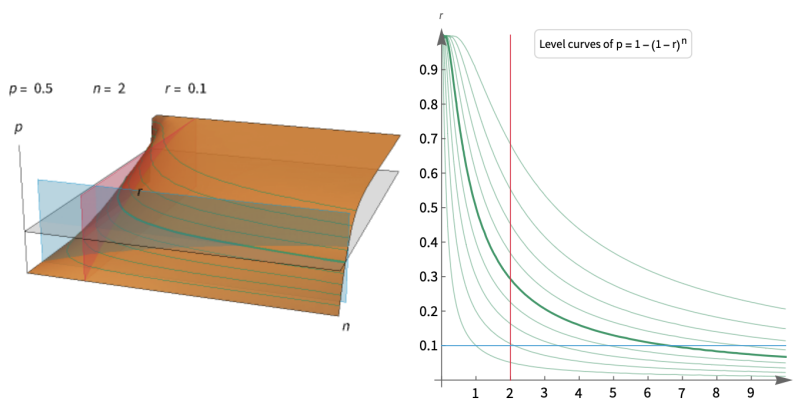 p = 0.5 n = 2 r = 0.1
p
r
n
r
Level curves of p = 1 – (1 – r)ⁿ
0.9
0.8
0.7
0.6
0.5
0.4
0.3
0.2
0.1
1 2 3 4 5 6 7 8 9